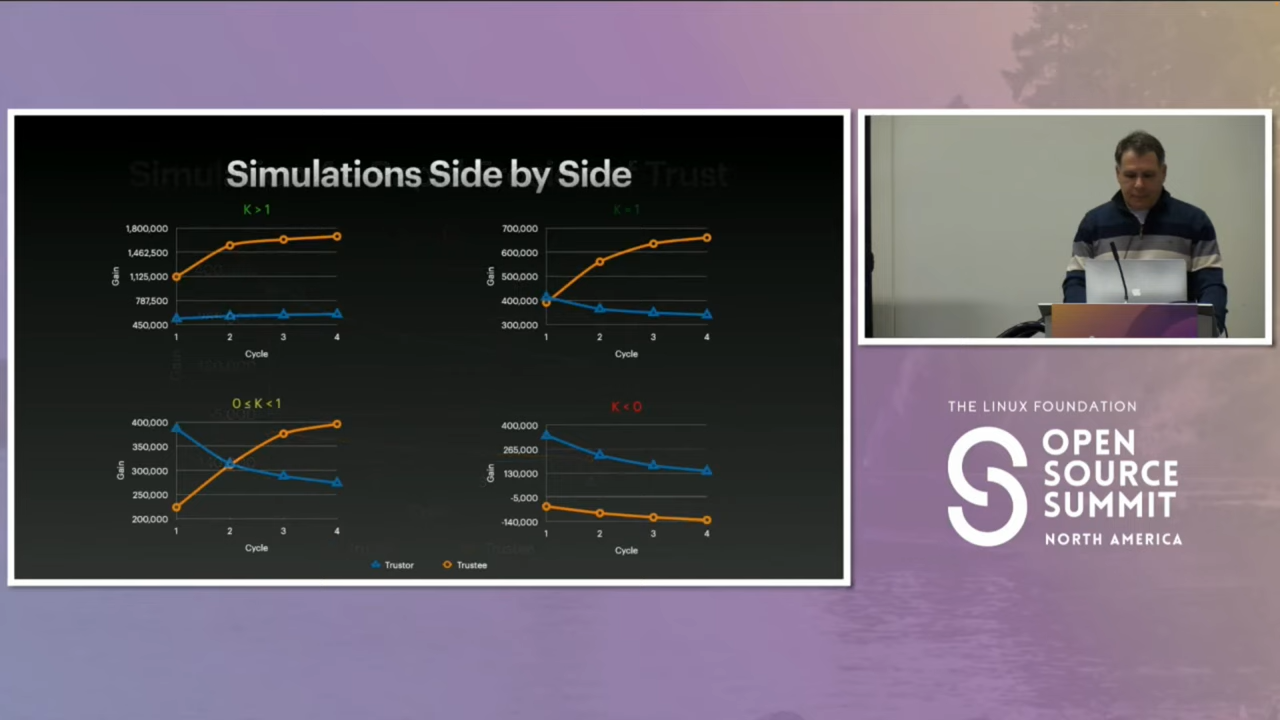 Simulations Side by Side
K > 1
1,800,000
1,462,500
1,125,000
787,500
450,000
Gain
1 2 3 4
Cycle
K = 1
700,000
600,000
500,000
400,000
300,000
Gain
1 2 3 4
Cycle
0 ≤ K < 1
400,000
350,000
300,000
250,000
200,000
Gain
1 2 3 4
Cycle
K < 0
400,000
265,000
130,000
-5,000
-140,000
Gain
1 2 3 4
Cycle
Trustor Trustee
THE LINUX FOUNDATION
OPEN
SOURCE
SUMMIT
NORTH AMERICA